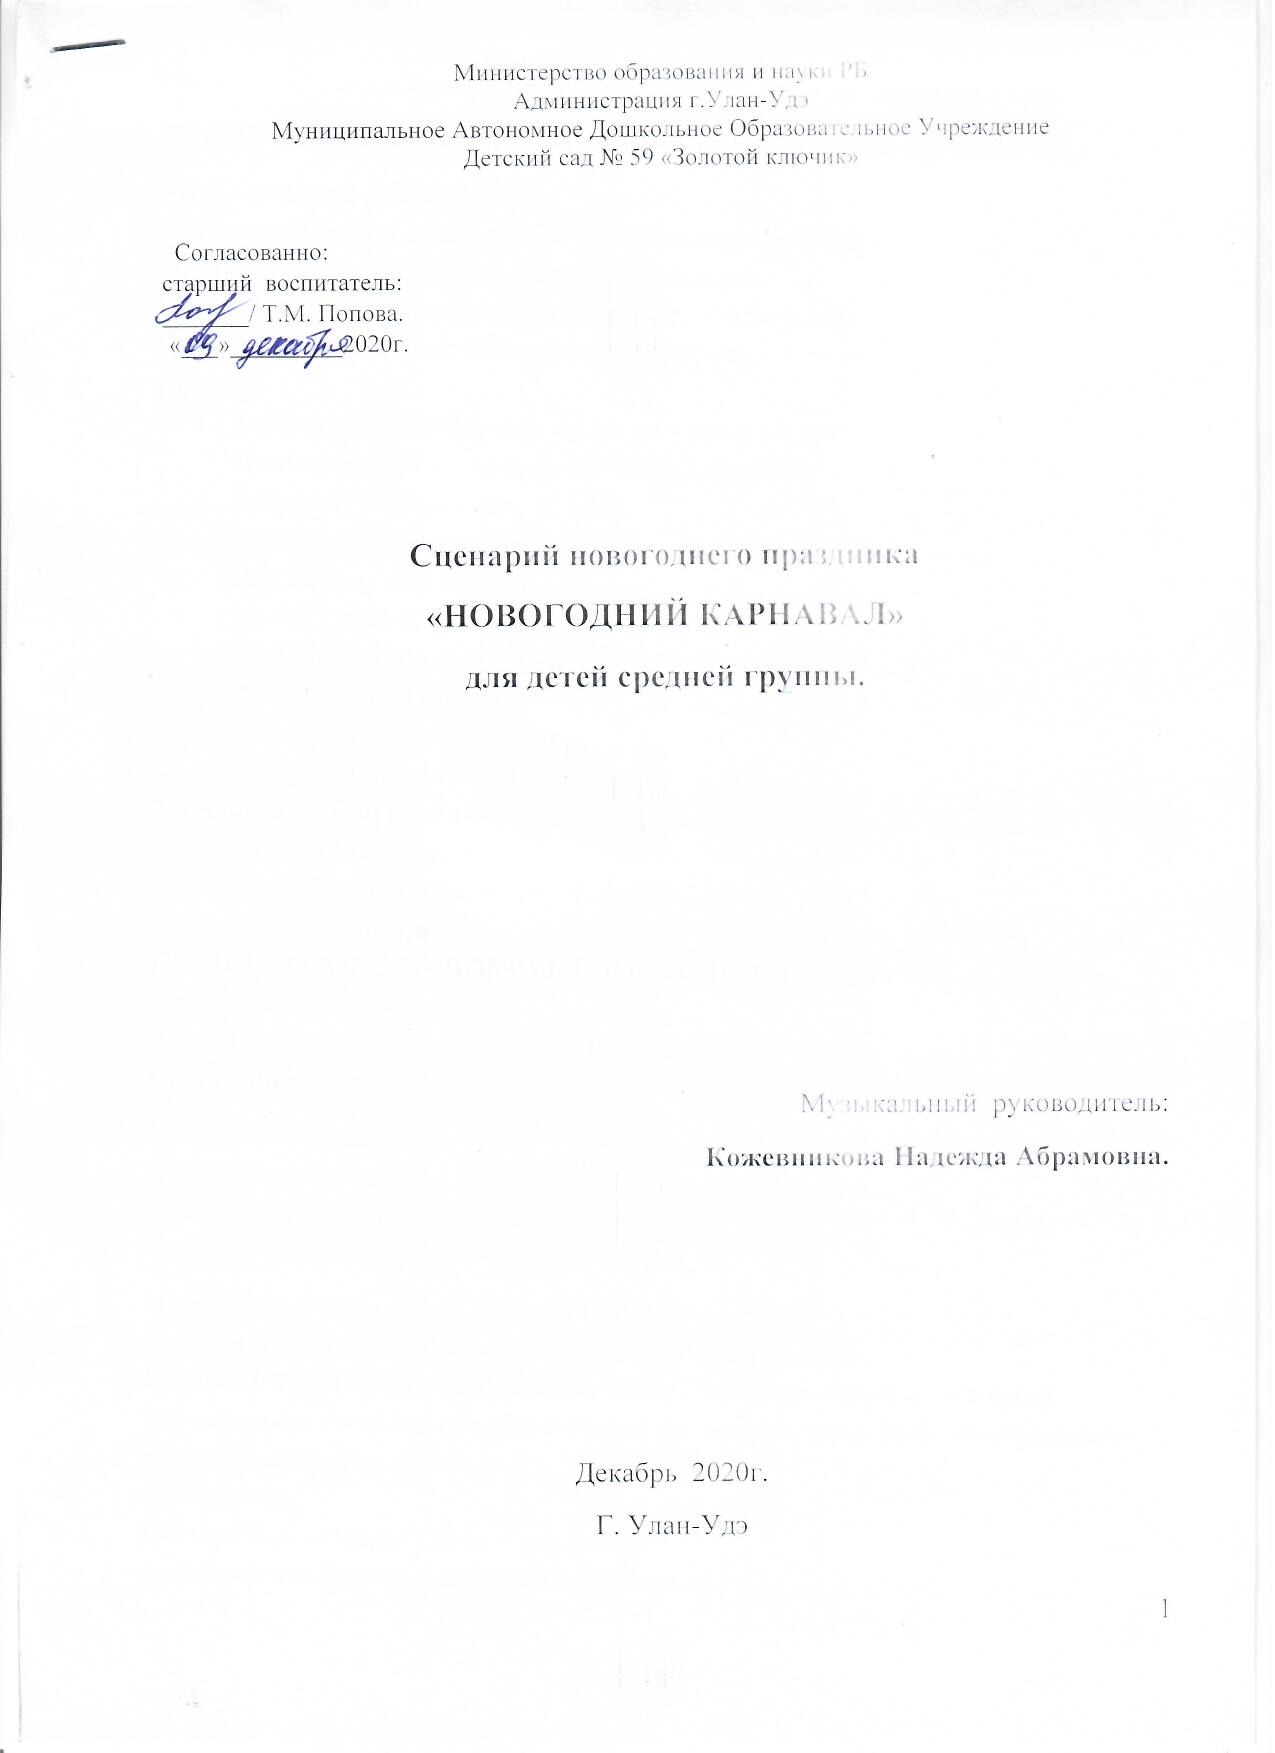 Министерство образования и науки РБ
Администрация г.Улан-Удэ
Муниципальное Автономное Дошкольное Образовательное Учреждение
Детский сад № 59 «Золотой ключик»
Согласованно:
старший воспитатель:
/ Т.М. Попова.
«09» декабря 2020г.
Сценарий новогоднего праздника
«НОВОГОДНИЙ КАРНАВАЛ»
для детей средней группы.
Музыкальный руководитель:
Кожевникова Надежда Абрамовна.
Декабрь 2020г.
Г. Улан-Удэ
1